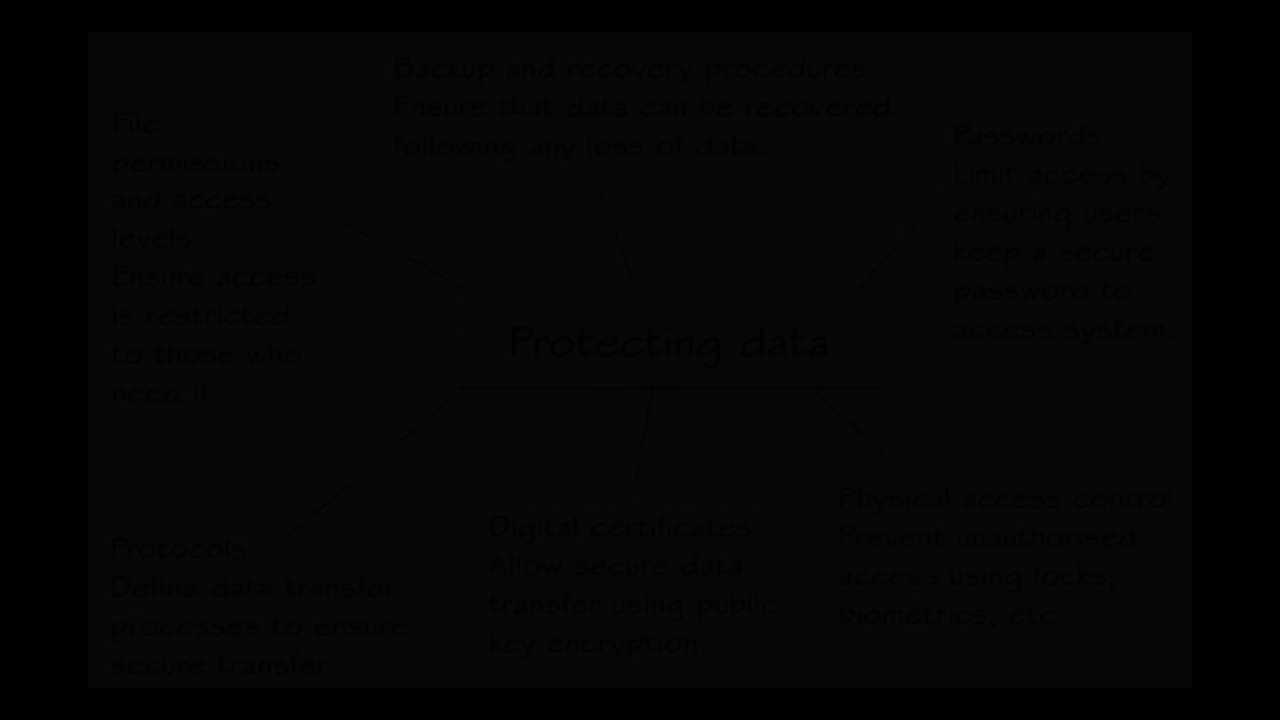 Backup and recovery procedures
Ensure that data can be recovered
following any loss of data.
File
permissions
and access
levels
Ensure access
is restricted
to those who
need it.
Passwords
Limit access by
ensuring users
keep a secure
password to
access system.
Protecting data
Protocols
Define data transfer
processes to ensure
secure transfer.
Digital certificates
Allow secure data
transfer using public
key encryption.
Physical access control
Prevent unauthorised
access using locks,
biometrics, etc